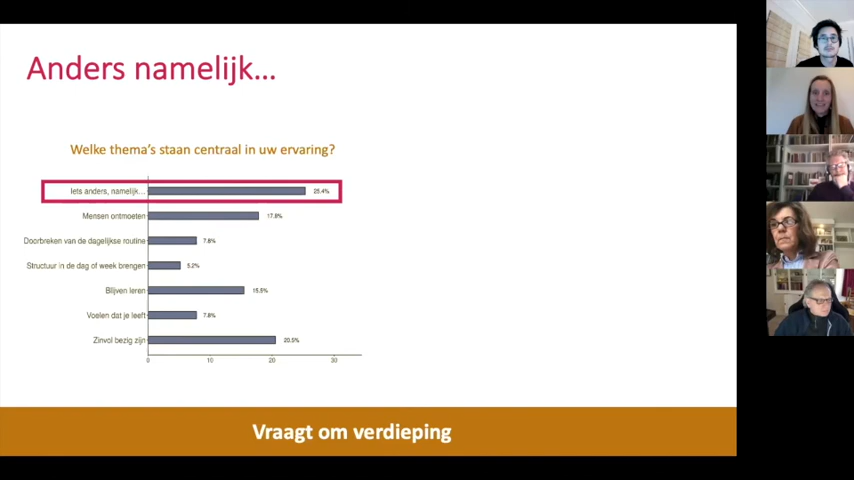 Anders namelijk...
Welke thema's staan centraal in uw ervaring?
Iets anders, namelijk... 25,4%
Mensen ontmoeten 17,8%
Doorbreken van de dagelijkse routine 7,8%
Structuur in de dag of week brengen 5,2%
Blijven leren 15,5%
Voelen dat je leeft 7,8%
Zinvol bezig zijn 20,5%
0 10 20 30
Vraagt om verdieping